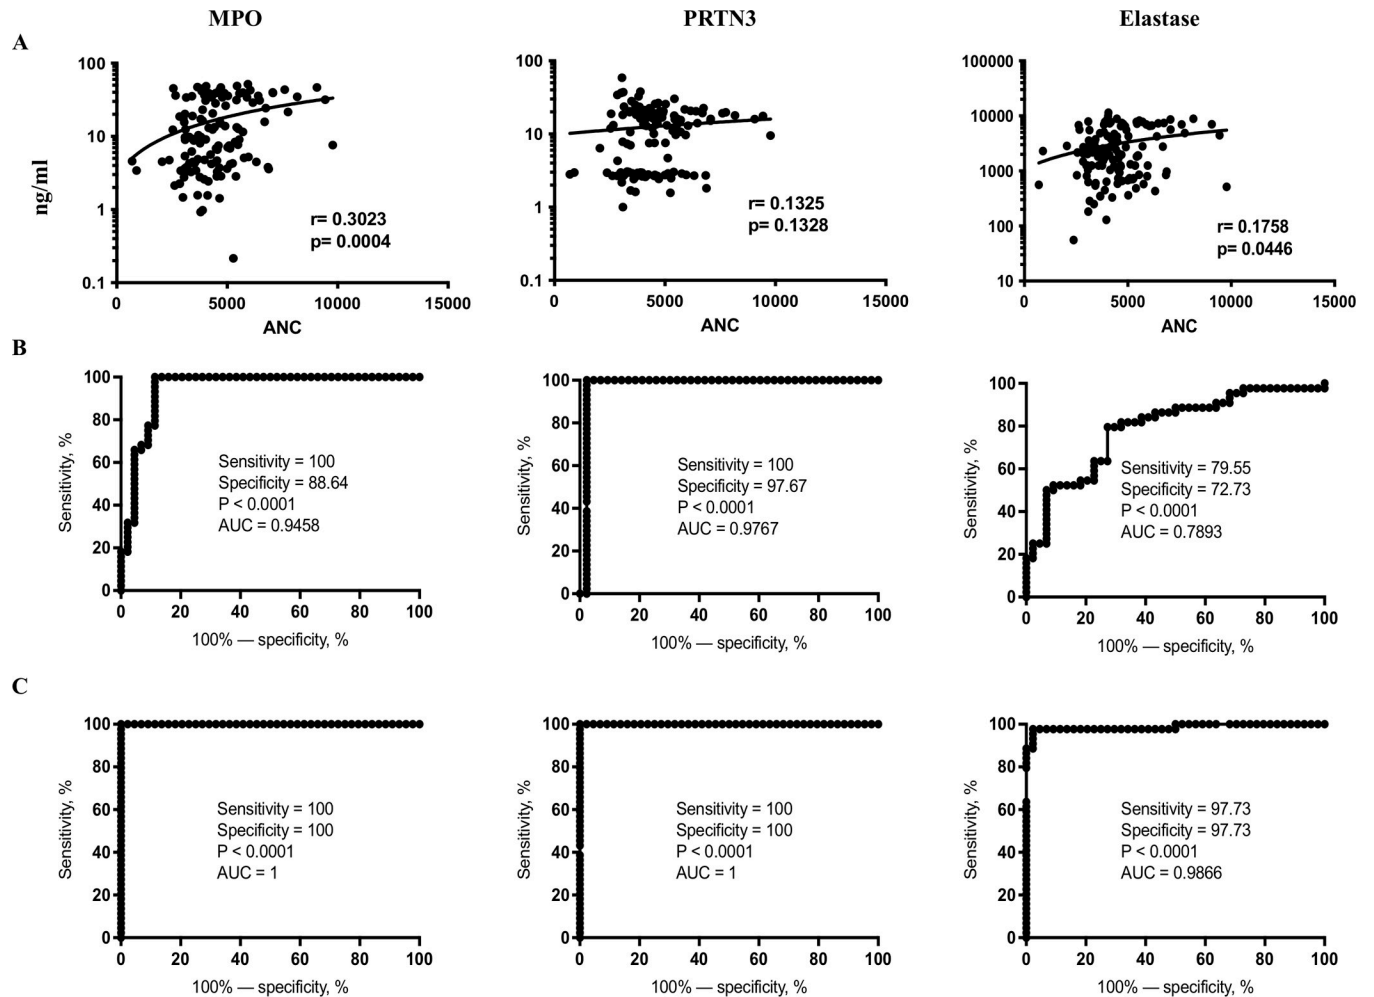 MPO
PRTN3
Elastase
A
ng/ml
100
10
1
0.1
0
5000
10000
15000
ANC
r= 0.3023
p= 0.0004
100
10
1
0.1
0
5000
10000
15000
ANC
r= 0.1325
p= 0.1328
100000
10000
1000
100
10
0
5000
10000
15000
ANC
r= 0.1758
p= 0.0446
B
Sensitivity, %
100
80
60
40
20
0
Sensitivity = 100
Specificity = 88.64
P < 0.0001
AUC = 0.9458
0 20 40 60 80 100
100% — specificity, %
Sensitivity, %
100
80
60
40
20
0
Sensitivity = 100
Specificity = 97.67
P < 0.0001
AUC = 0.9767
0 20 40 60 80 100
100% — specificity, %
Sensitivity, %
100
80
60
40
20
0
Sensitivity = 79.55
Specificity = 72.73
P < 0.0001
AUC = 0.7893
0 20 40 60 80 100
100% — specificity, %
C
Sensitivity, %
100
80
60
40
20
0
Sensitivity = 100
Specificity = 100
P < 0.0001
AUC = 1
0 20 40 60 80 100
100% — specificity, %
Sensitivity, %
100
80
60
40
20
0
Sensitivity = 100
Specificity = 100
P < 0.0001
AUC = 1
0 20 40 60 80 100
100% — specificity, %
Sensitivity, %
100
80
60
40
20
0
Sensitivity = 97.73
Specificity = 97.73
P < 0.0001
AUC = 0.9866
0 20 40 60 80 100
100% — specificity, %